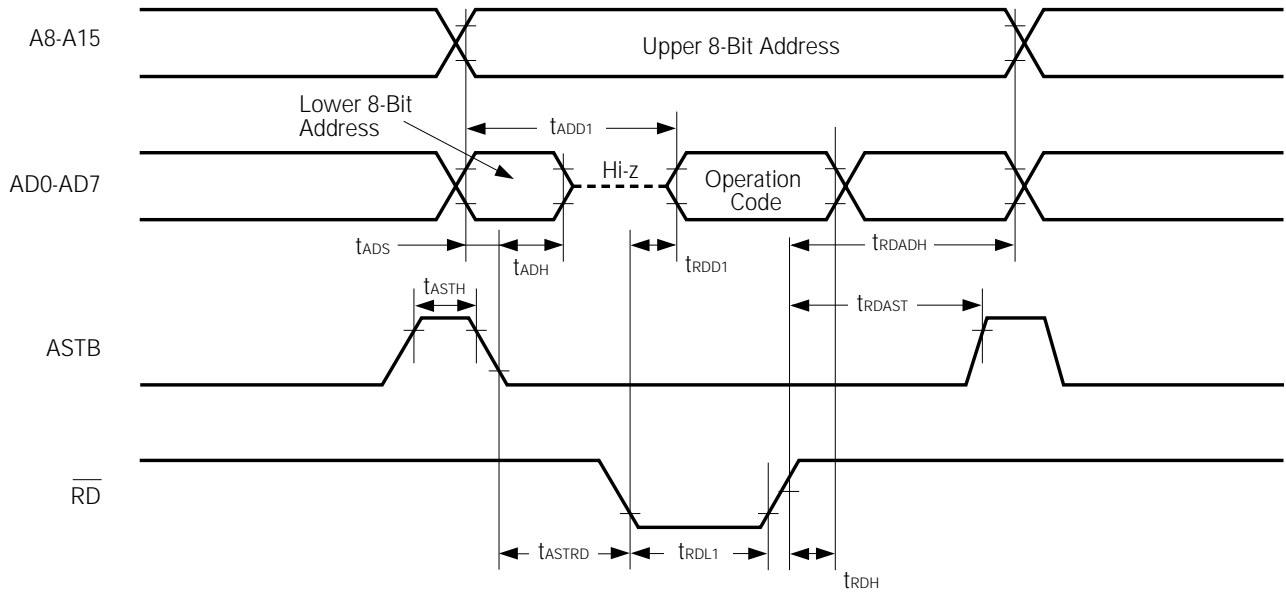 A8-A15
Upper 8-Bit Address
Lower 8-Bit
Address
tADD1
AD0-AD7
Hi-z
Operation
Code
tADS
tADH
tRDD1
tRDADH
tASTH
tRDAST
ASTB
RD
tASTRD
tRDL1
tRDH